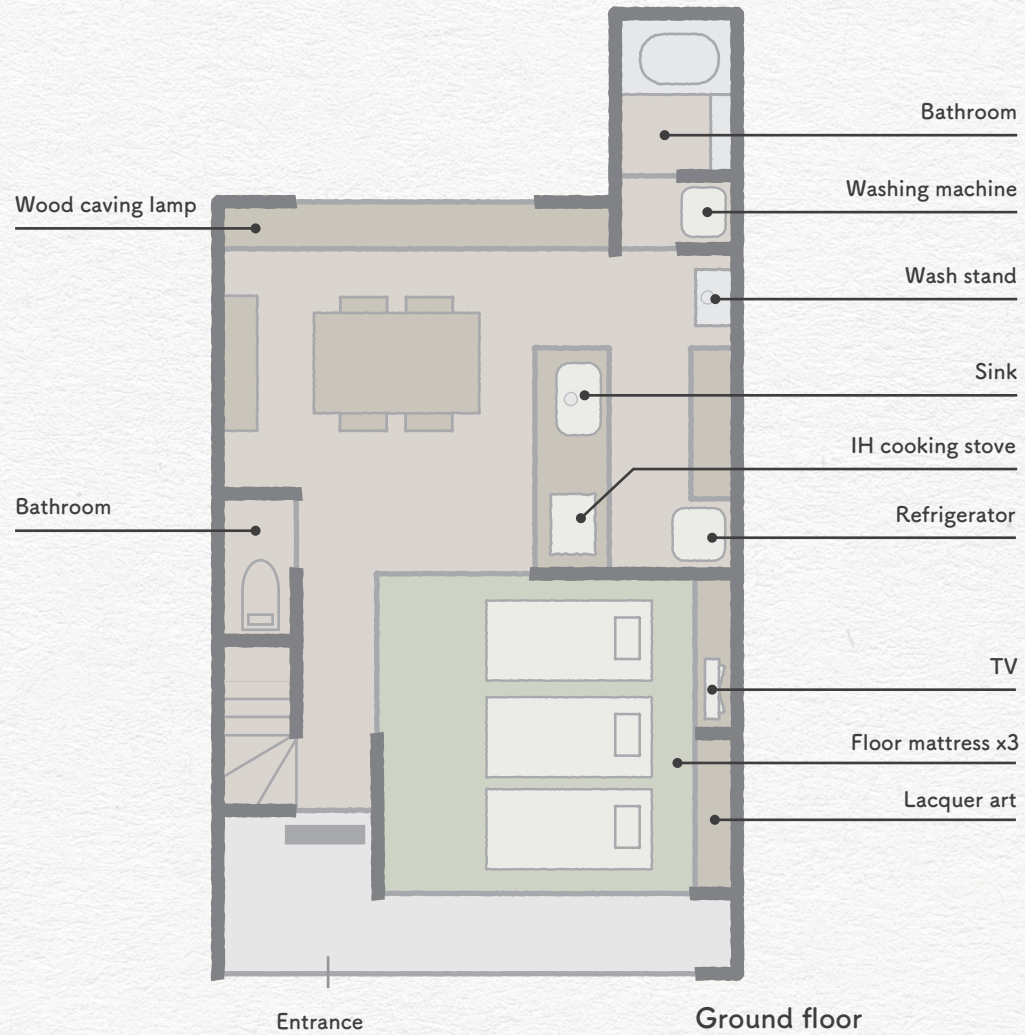 Bathroom
Washing machine
Wood caving lamp
Wash stand
Sink
IH cooking stove
Bathroom
Refrigerator
TV
Floor mattress x3
Lacquer art
Entrance
Ground floor